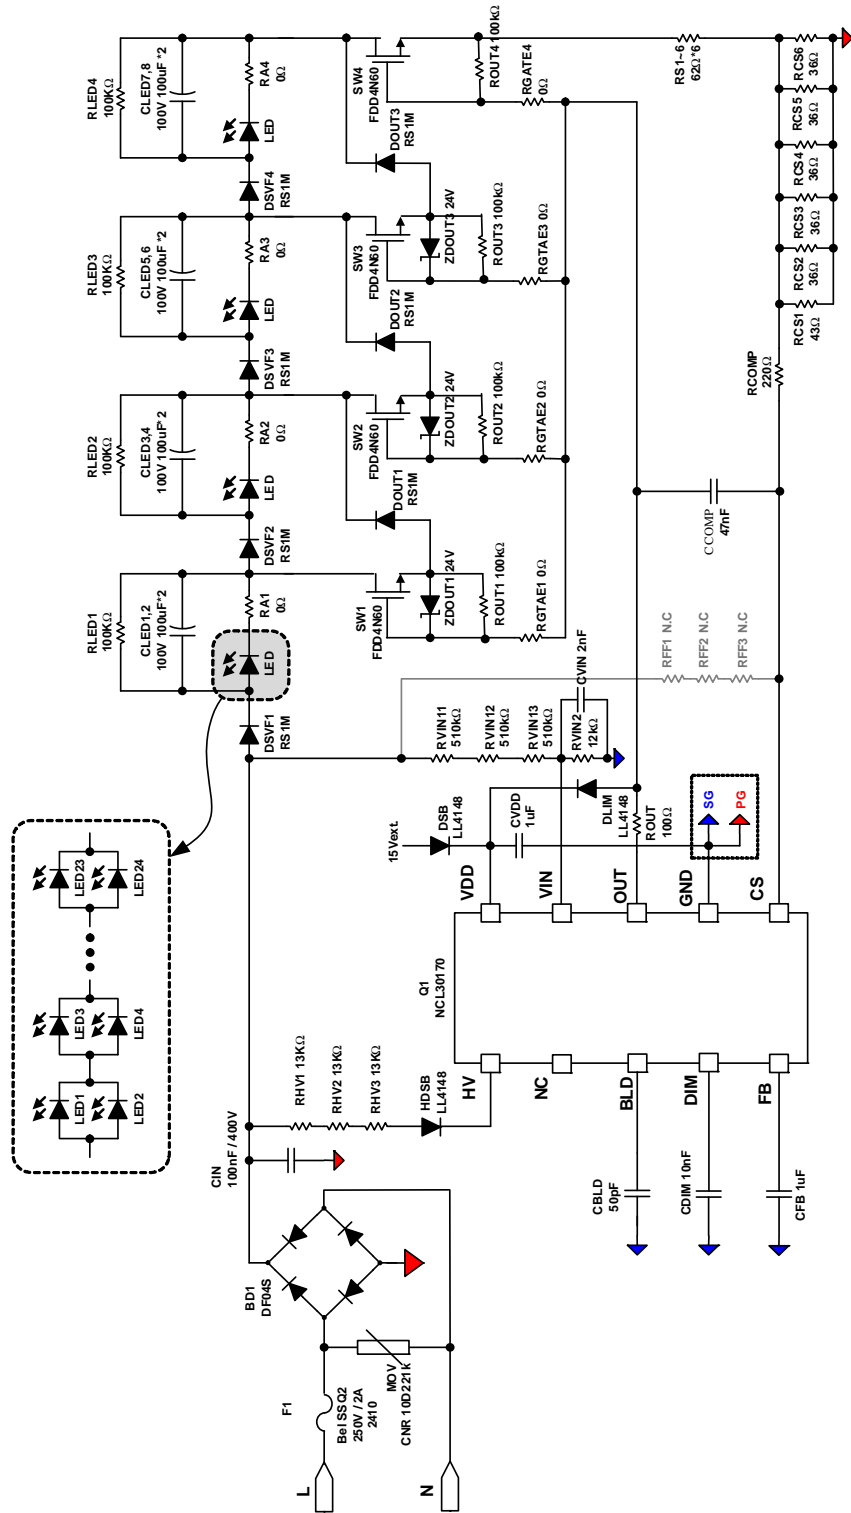 L
N
F1
Bel SSQ2
250V / 2A
2410
MOV
CNR 10D221k
BD1
DF04S
CIN
100nF / 400V
RHV1 13KΩ
RHV2 13KΩ
RHV3 13KΩ
HDSB
LL4148
LED1
LED2
LED3
LED4
LED23
LED24
HV
NC
BLD
DIM
FB
Q1
NCL30170
VDD
VIN
OUT
GND
CS
CBLD
50pF
CDIM 10nF
CFB 1uF
15Vext.
DSB
LL4148
CVDD
1uF
DLIM
LL4148
ROUT
100Ω
SG
PG
RVIN11
510kΩ
RVIN12
510kΩ
RVIN13
510kΩ
RVIN2
12kΩ
CVIN 2nF
RFF1 N.C
RFF2 N.C
RFF3 N.C
CCOMP
47nF
RCOMP
220Ω
DSVF1
RS1M
RLED1
100KΩ
CLED1,2
100V 100uF*2
LED
RA1
0Ω
SW1
FDD4N60
ZDOUT1 24V
ROUT1 100kΩ
RGTAE1 0Ω
DSVF2
RS1M
RLED2
100KΩ
CLED3,4
100V 100uF*2
LED
RA2
0Ω
DOUT1
RS1M
SW2
FDD4N60
ZDOUT2 24V
ROUT2 100kΩ
RGTAE2 0Ω
DSVF3
RS1M
RLED3
100KΩ
CLED5,6
100V 100uF *2
LED
RA3
0Ω
DOUT2
RS1M
SW3
FDD4N60
ZDOUT3 24V
ROUT3 100kΩ
RGTAE3 0Ω
DSVF4
RS1M
RLED4
100KΩ
CLED7,8
100V 100uF *2
LED
RA4
0Ω
DOUT3
RS1M
SW4
FDD4N60
ROUT4 100kΩ
RGATE4
0Ω
RS1~6
62Ω*6
RCS1
43Ω
RCS2
36Ω
RCS3
36Ω
RCS4
36Ω
RCS5
36Ω
RCS6
36Ω